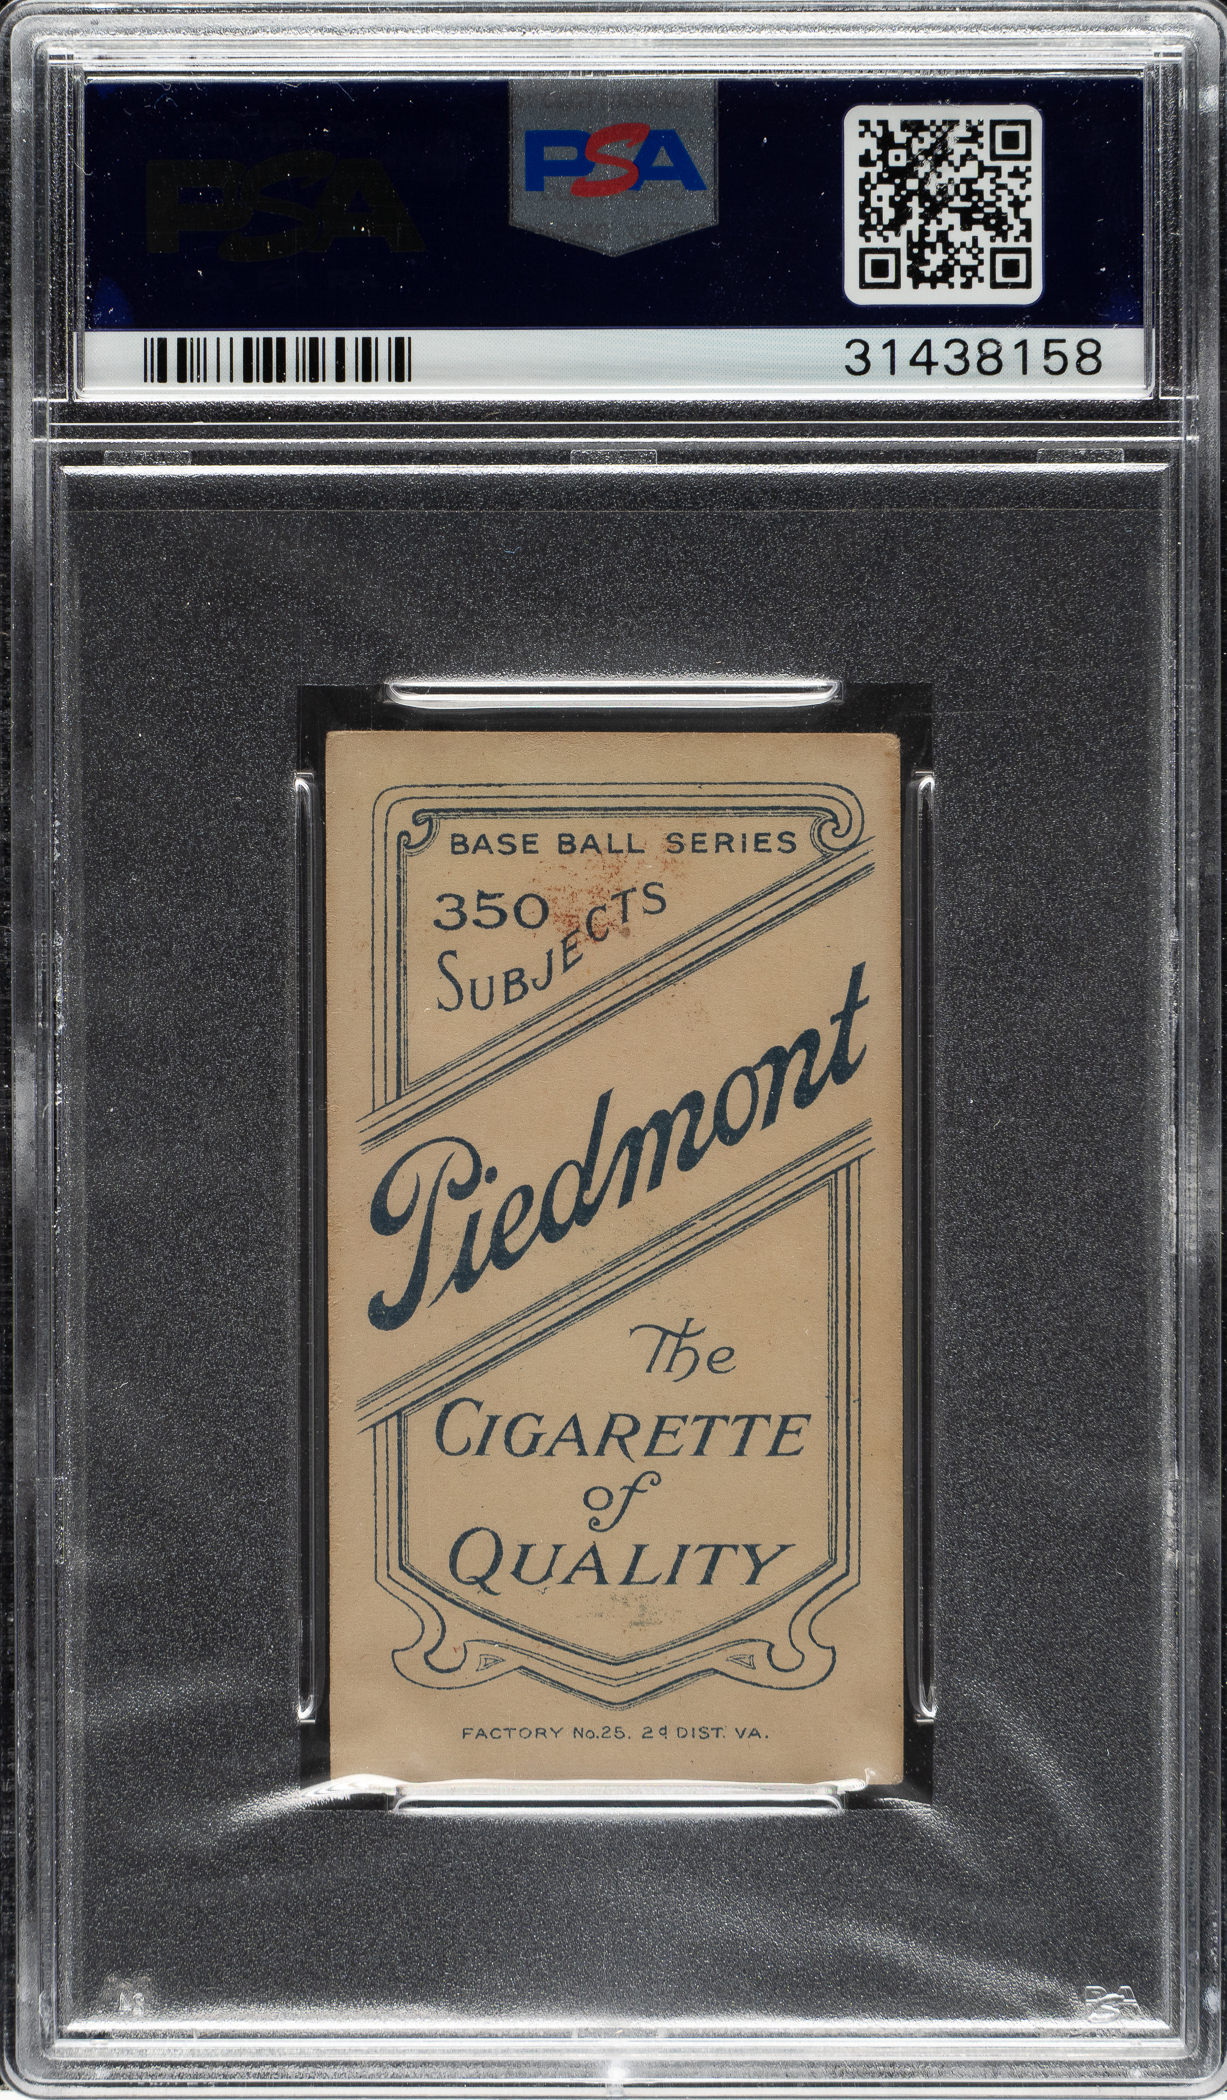 PSA
PSA
31438158
BASE BALL SERIES
350
SUBJECTS
Piedmont
The
CIGARETTE
of
QUALITY
FACTORY No.25. 2d DIST. VA.
PSA